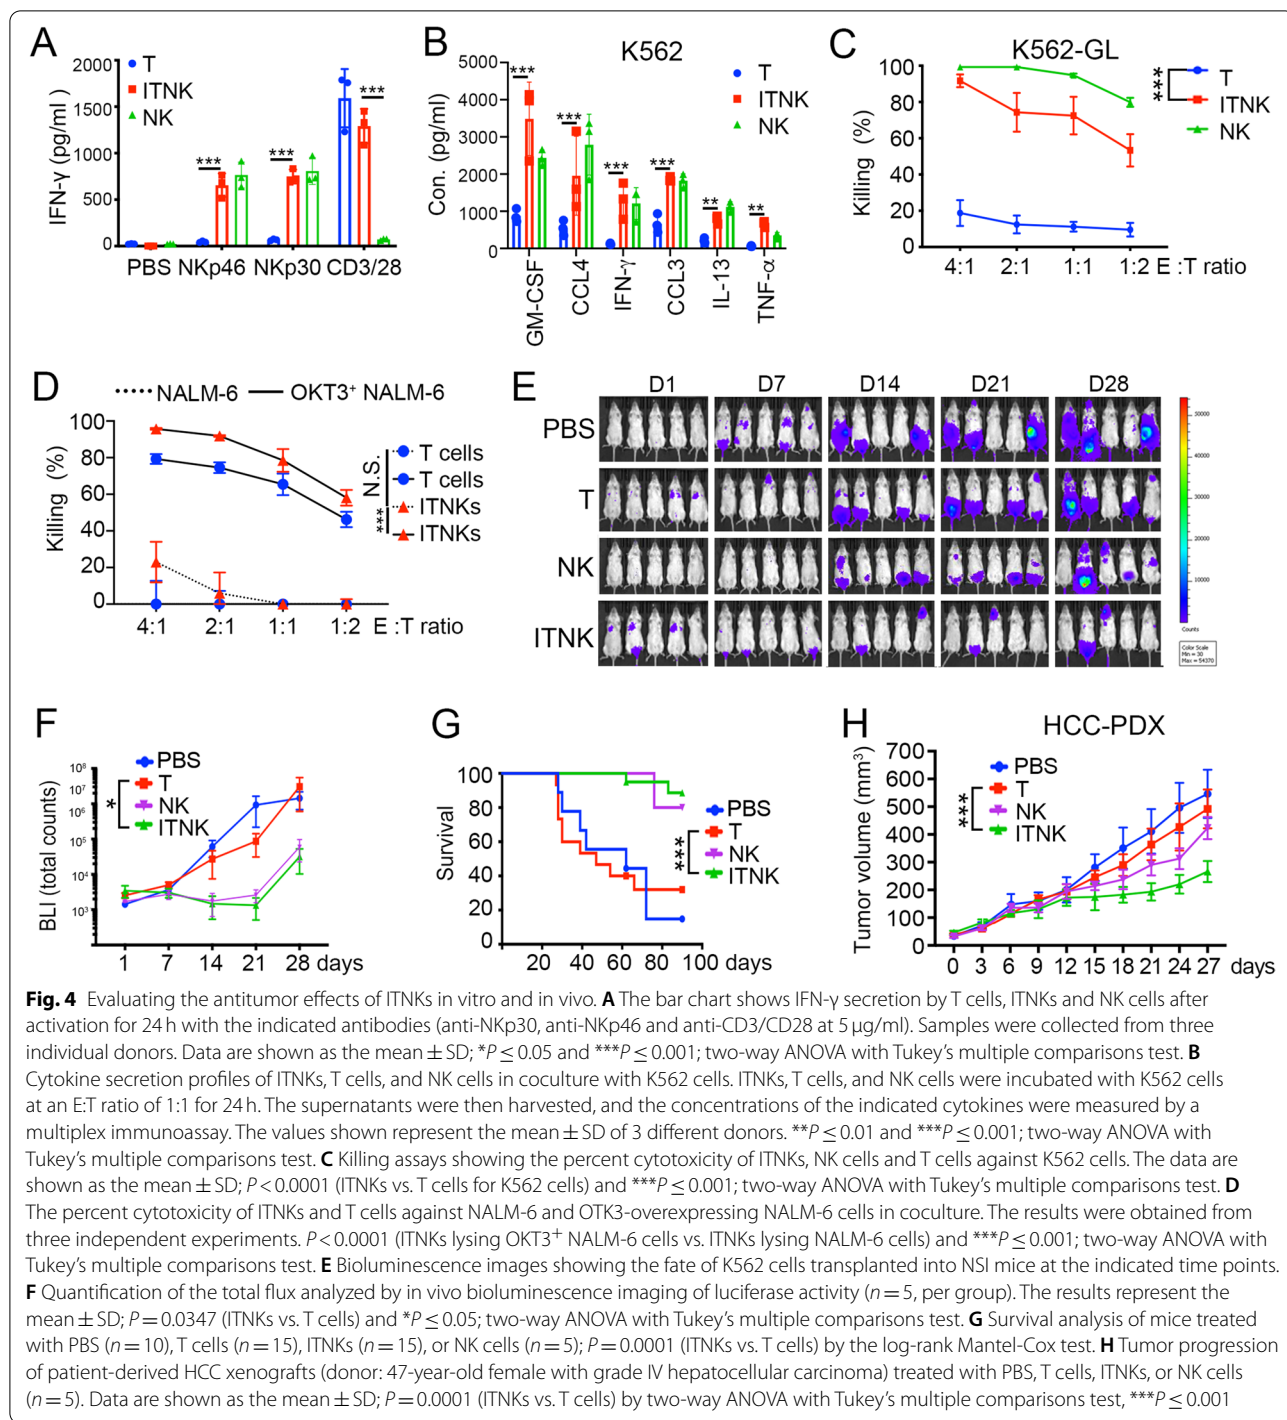 A
IFN-γ (pg/ml)
2000
1500
1000
500
0
T
ITNK
NK
***
***
***
PBS NKp46 NKp30 CD3/28
B
K562
Con. (pg/ml)
5000
4000
3000
2000
1000
0
T
ITNK
NK
***
***
***
***
**
**
GM-CSF
CCL4
IFN-γ
CCL3
IL-13
TNF-α
C
K562-GL
Killing (%)
100
80
60
40
20
0
T
ITNK
NK
***
4:1 2:1 1:1 1:2 E :T ratio
D
NALM-6 OKT3⁺ NALM-6
Killing (%)
100
80
60
40
20
0
T cells
T cells
ITNKs
ITNKs
N.S.
***
4:1 2:1 1:1 1:2 E :T ratio
E
D1 D7 D14 D21 D28
PBS
T
NK
ITNK
50000
40000
30000
20000
10000
Counts
Color Scale
Min = 30
Max = 54370
F
BLI (total counts)
10⁸
10⁷
10⁶
10⁵
10⁴
10³
PBS
T
NK
ITNK
*
1 7 14 21 28 days
G
Survival
100
80
60
40
20
0
PBS
T
NK
ITNK
***
20 40 60 80 100 days
H
HCC-PDX
Tumor volume (mm³)
700
600
500
400
300
200
100
0
PBS
T
NK
ITNK
***
0 3 6 9 12 15 18 21 24 27 days
Fig. 4 Evaluating the antitumor effects of ITNKs in vitro and in vivo. A The bar chart shows IFN-γ secretion by T cells, ITNKs and NK cells after
activation for 24 h with the indicated antibodies (anti-NKp30, anti-NKp46 and anti-CD3/CD28 at 5 μg/ml). Samples were collected from three
individual donors. Data are shown as the mean ± SD; *P ≤ 0.05 and ***P ≤ 0.001; two-way ANOVA with Tukey's multiple comparisons test. B
Cytokine secretion profiles of ITNKs, T cells, and NK cells in coculture with K562 cells. ITNKs, T cells, and NK cells were incubated with K562 cells
at an E:T ratio of 1:1 for 24 h. The supernatants were then harvested, and the concentrations of the indicated cytokines were measured by a
multiplex immunoassay. The values shown represent the mean ± SD of 3 different donors. **P ≤ 0.01 and ***P ≤ 0.001; two-way ANOVA with
Tukey's multiple comparisons test. C Killing assays showing the percent cytotoxicity of ITNKs, NK cells and T cells against K562 cells. The data are
shown as the mean ± SD; P < 0.0001 (ITNKs vs. T cells for K562 cells) and ***P ≤ 0.001; two-way ANOVA with Tukey's multiple comparisons test. D
The percent cytotoxicity of ITNKs and T cells against NALM-6 and OTK3-overexpressing NALM-6 cells in coculture. The results were obtained from
three independent experiments. P < 0.0001 (ITNKs lysing OKT3⁺ NALM-6 cells vs. ITNKs lysing NALM-6 cells) and ***P ≤ 0.001; two-way ANOVA with
Tukey's multiple comparisons test. E Bioluminescence images showing the fate of K562 cells transplanted into NSI mice at the indicated time points.
F Quantification of the total flux analyzed by in vivo bioluminescence imaging of luciferase activity (n = 5, per group). The results represent the
mean ± SD; P = 0.0347 (ITNKs vs. T cells) and *P ≤ 0.05; two-way ANOVA with Tukey's multiple comparisons test. G Survival analysis of mice treated
with PBS (n = 10), T cells (n = 15), ITNKs (n = 15), or NK cells (n = 5); P = 0.0001 (ITNKs vs. T cells) by the log-rank Mantel-Cox test. H Tumor progression
of patient-derived HCC xenografts (donor: 47-year-old female with grade IV hepatocellular carcinoma) treated with PBS, T cells, ITNKs, or NK cells
(n = 5). Data are shown as the mean ± SD; P = 0.0001 (ITNKs vs. T cells) by two-way ANOVA with Tukey's multiple comparisons test, ***P ≤ 0.001